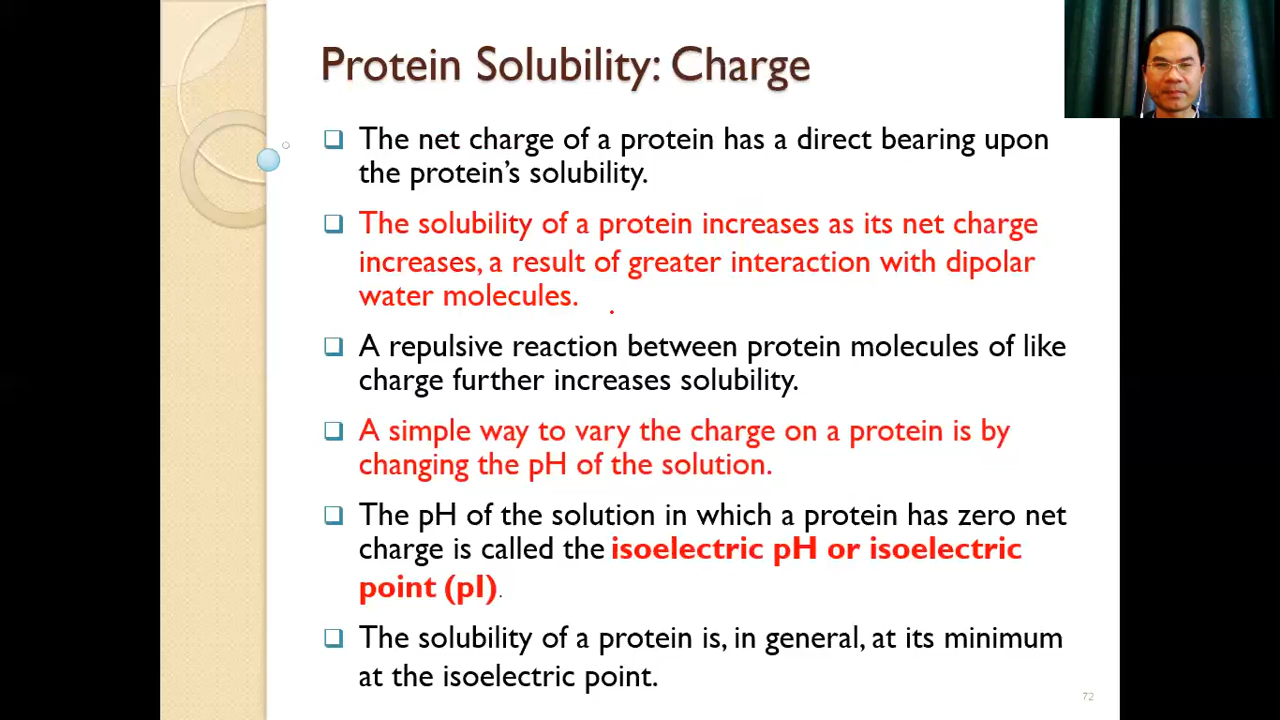 Protein Solubility: Charge
The net charge of a protein has a direct bearing upon
the protein's solubility.
The solubility of a protein increases as its net charge
increases, a result of greater interaction with dipolar
water molecules.
A repulsive reaction between protein molecules of like
charge further increases solubility.
A simple way to vary the charge on a protein is by
changing the pH of the solution.
The pH of the solution in which a protein has zero net
charge is called the isoelectric pH or isoelectric
point (pI).
The solubility of a protein is, in general, at its minimum
at the isoelectric point.
72